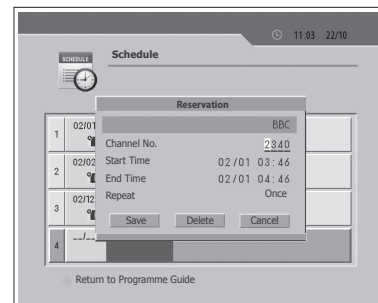 11:03 22/10
SCHEDULE
Schedule
Reservation
BBC
1 02/01
Channel No. 2340
Start Time 02/01 03:46
2 02/02
End Time 02/01 04:46
Repeat Once
3 02/12
Save Delete Cancel
4 --/--
Return to Programme Guide